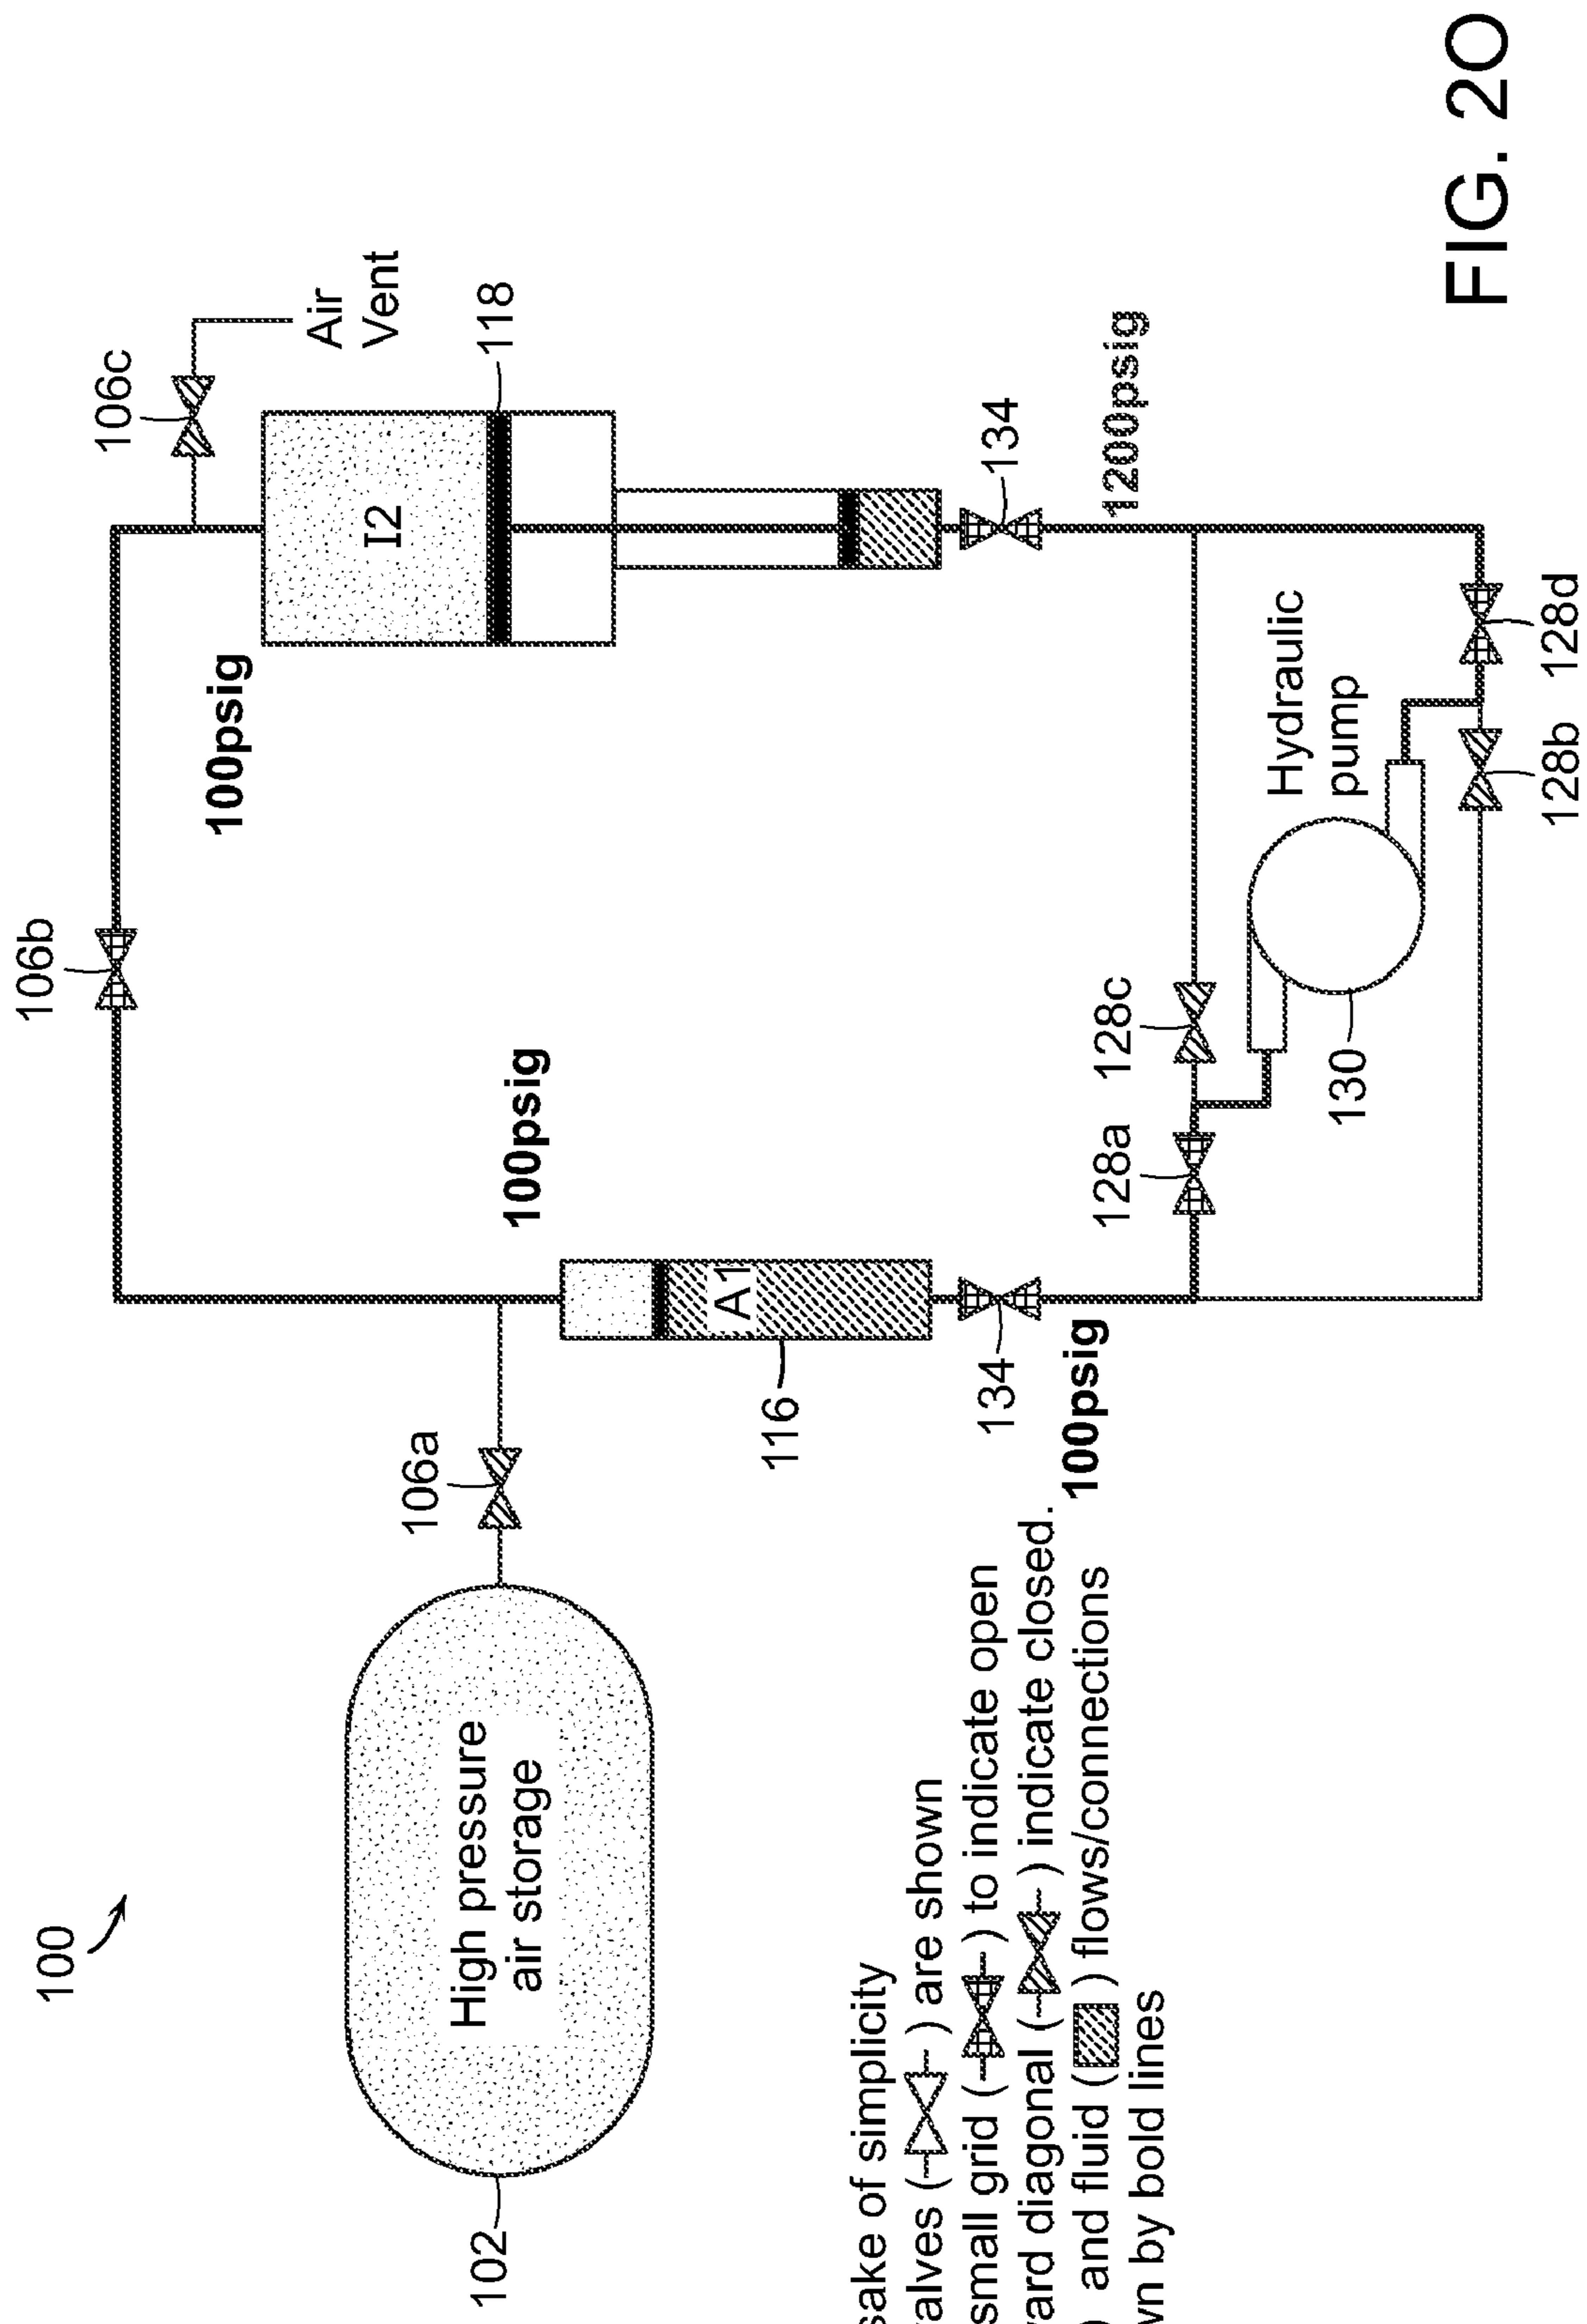 106b
100
106c
100psig
Air
Vent
I2
106a
118
High pressure
air storage
102
100psig
A1
116
sake of simplicity
alves ( ) are shown
small grid ( ) to indicate open
ard diagonal ( ) indicate closed.
) and fluid ( ) flows/connections
wn by bold lines
134
134
100psig
1200psig
128a
128c
Hydraulic
pump
130
128b
128d
FIG. 2O